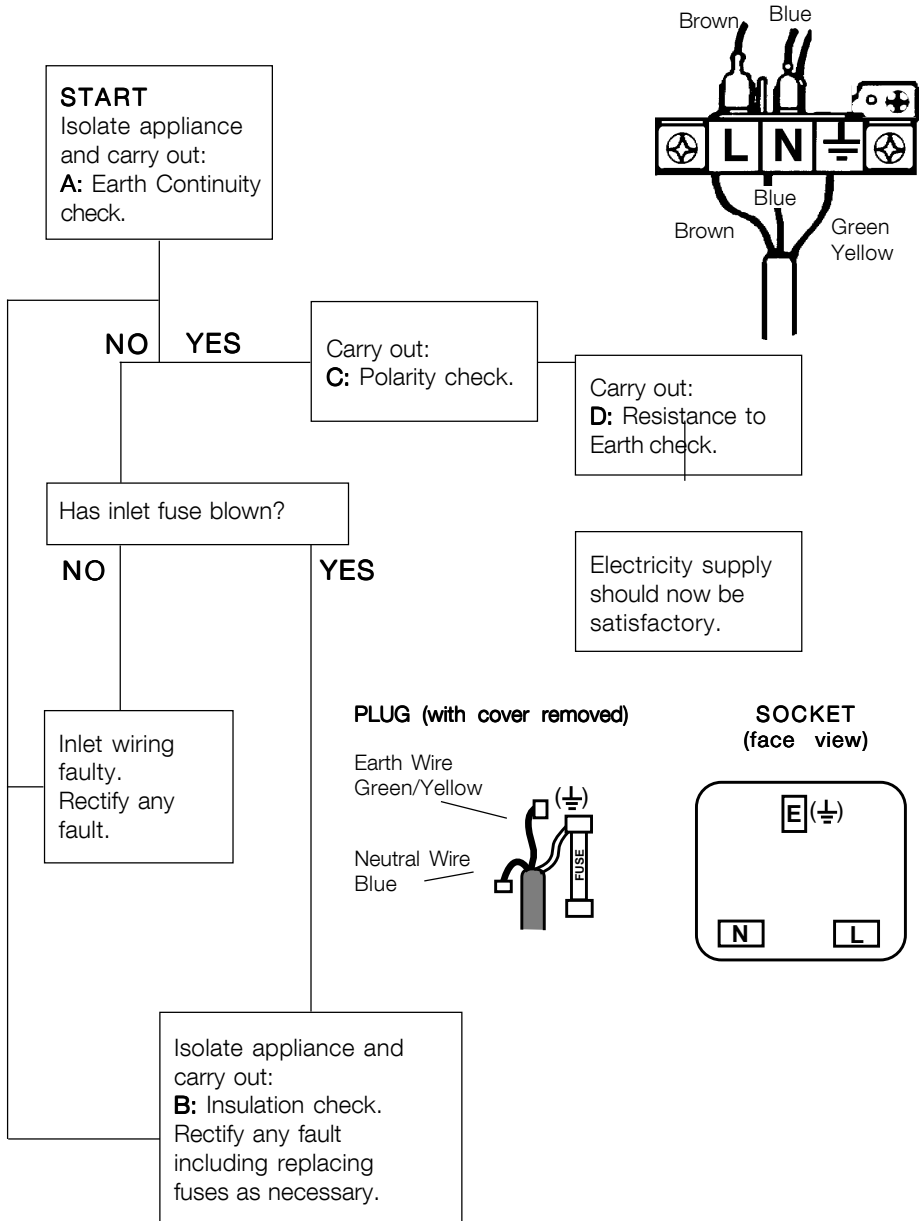 START
Isolate appliance
and carry out:
A: Earth Continuity
check.
Brown
Blue
L N
Blue
Brown
Green
Yellow
NO YES
Carry out:
C: Polarity check.
Carry out:
D: Resistance to
Earth check.
Has inlet fuse blown?
NO
YES
Electricity supply
should now be
satisfactory.
Inlet wiring
faulty.
Rectify any
fault.
PLUG (with cover removed)
Earth Wire
Green/Yellow
Neutral Wire
Blue
FUSE
SOCKET
(face view)
E
N
L
Isolate appliance and
carry out:
B: Insulation check.
Rectify any fault
including replacing
fuses as necessary.